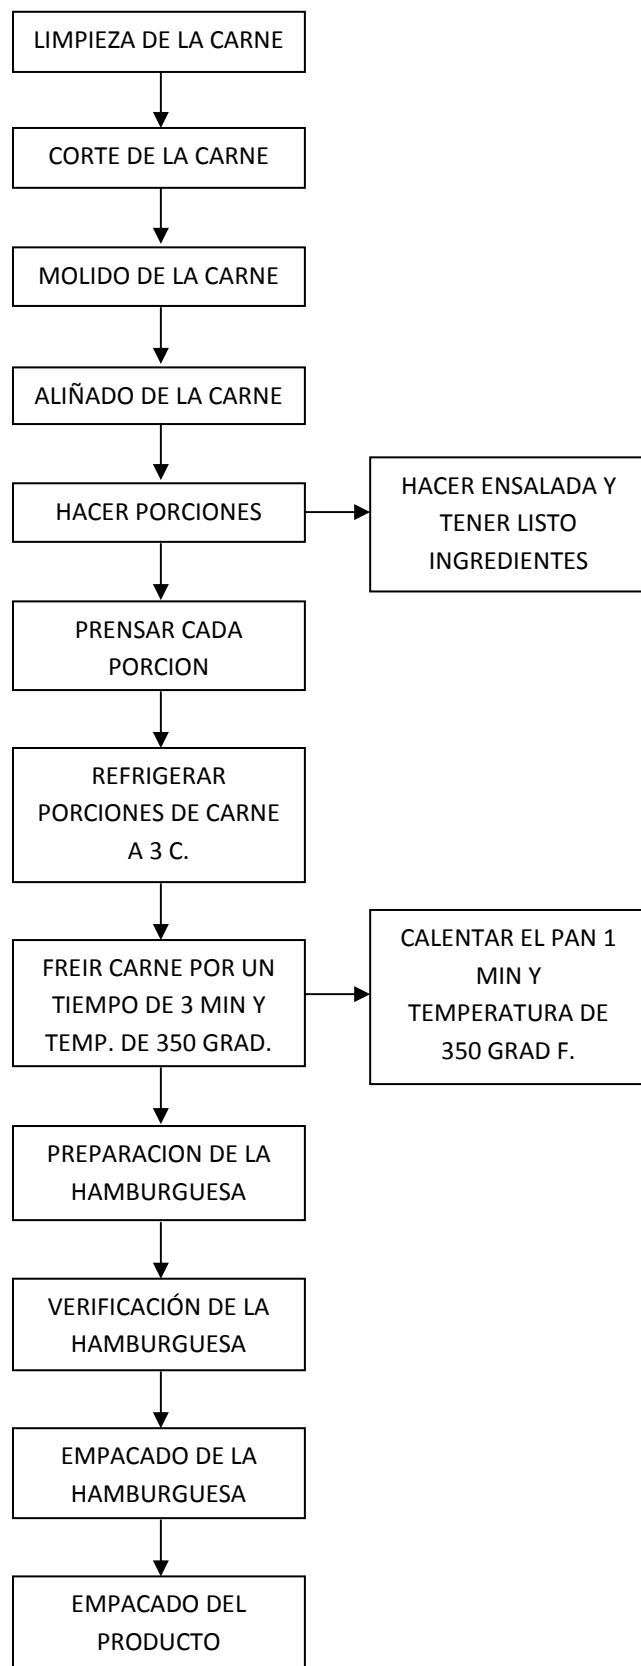 LIMPIEZA DE LA CARNE
CORTE DE LA CARNE
MOLIDO DE LA CARNE
ALIÑADO DE LA CARNE
HACER PORCIONES
HACER ENSALADA Y
TENER LISTO
INGREDIENTES
PRENSAR CADA
PORCION
REFRIGERAR
PORCIONES DE CARNE
A 3 C.
FREIR CARNE POR UN
TIEMPO DE 3 MIN Y
TEMP. DE 350 GRAD.
CALENTAR EL PAN 1
MIN Y
TEMPERATURA DE
350 GRAD F.
PREPARACION DE LA
HAMBURGUESA
VERIFICACIÓN DE LA
HAMBURGUESA
EMPACADO DE LA
HAMBURGUESA
EMPACADO DEL
PRODUCTO